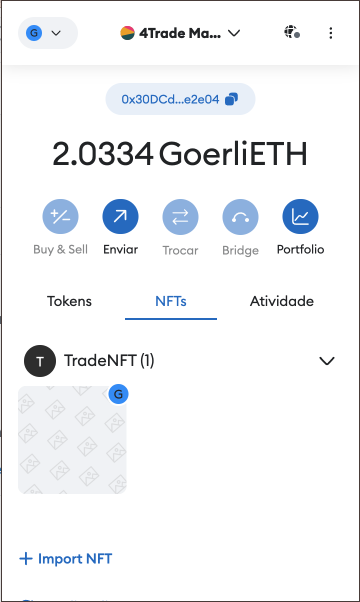 G
4Trade Ma...
0x30DCd...e2e04
2.0334 GoerliETH
Buy & Sell Enviar Trocar Bridge Portfolio
Tokens NFTs Atividade
T TradeNFT (1)
G
+ Import NFT